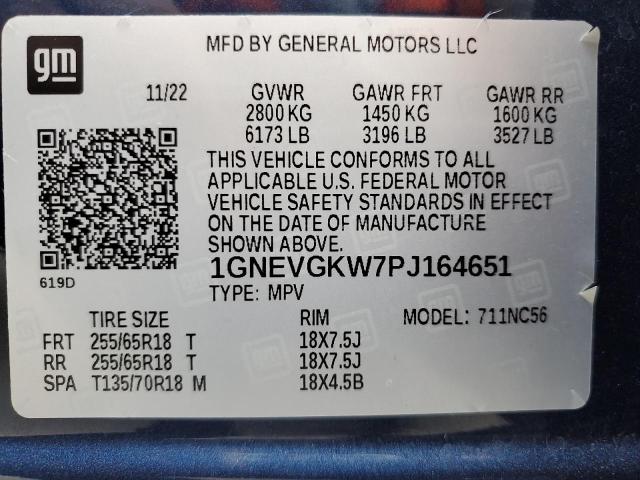 gm
MFD BY GENERAL MOTORS LLC
11/22 GVWR GAWR FRT GAWR RR
2800 KG 1450 KG 1600 KG
6173 LB 3196 LB 3527 LB
THIS VEHICLE CONFORMS TO ALL
APPLICABLE U.S. FEDERAL MOTOR
VEHICLE SAFETY STANDARDS IN EFFECT
ON THE DATE OF MANUFACTURE
SHOWN ABOVE.
1GNEVGKW7PJ164651
619D
TYPE: MPV
TIRE SIZE RIM MODEL: 711NC56
FRT 255/65R18 T 18X7.5J
RR 255/65R18 T 18X7.5J
SPA T135/70R18 M 18X4.5B